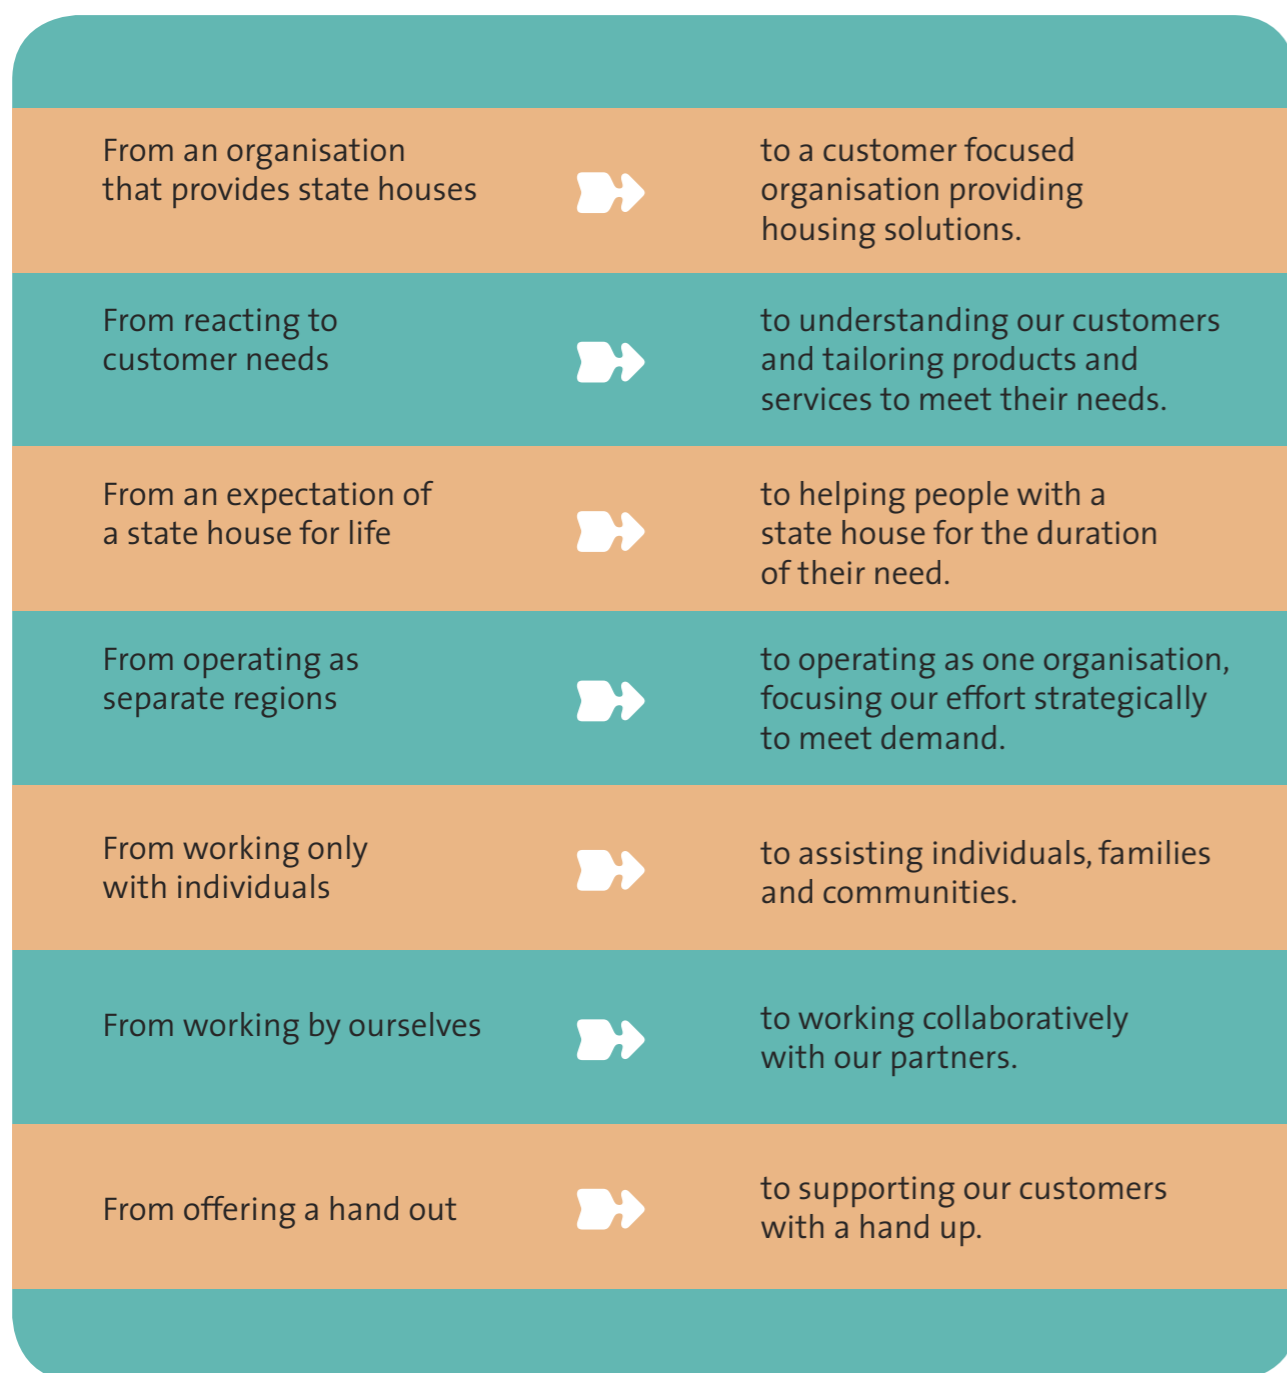 From an organisation
that provides state houses
to a customer focused
organisation providing
housing solutions.
From reacting to
customer needs
to understanding our customers
and tailoring products and
services to meet their needs.
From an expectation of
a state house for life
to helping people with a
state house for the duration
of their need.
From operating as
separate regions
to operating as one organisation,
focusing our effort strategically
to meet demand.
From working only
with individuals
to assisting individuals, families
and communities.
From working by ourselves
to working collaboratively
with our partners.
From offering a hand out
to supporting our customers
with a hand up.